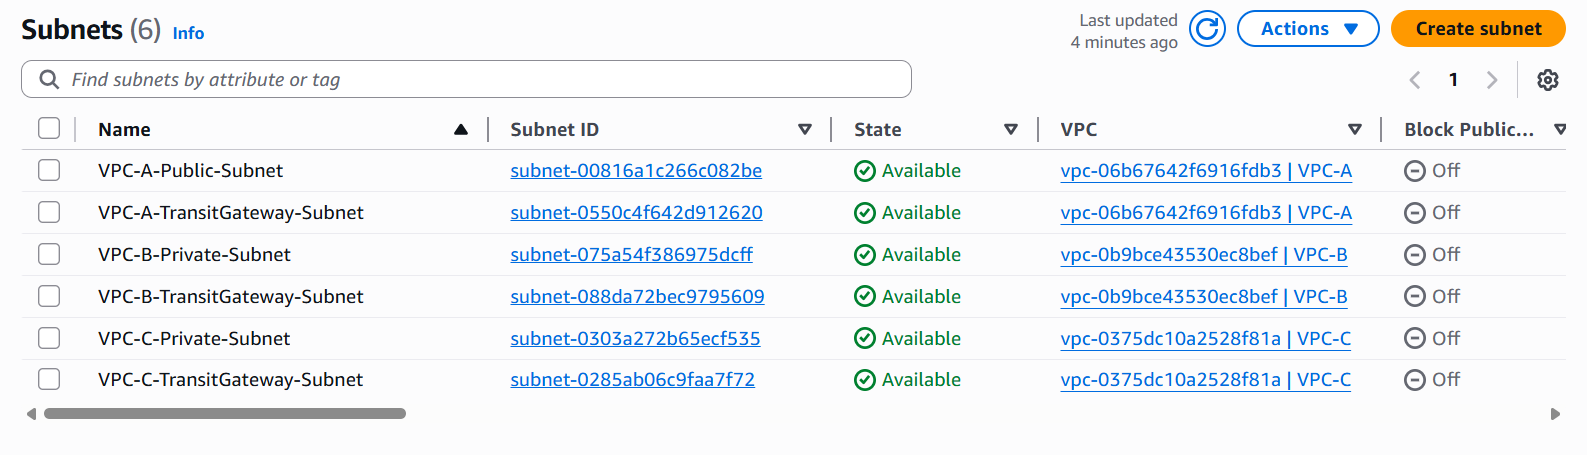 Subnets (6) Info
Last updated
4 minutes ago
Actions
Create subnet
Find subnets by attribute or tag
1
Name Subnet ID State VPC Block Public...
VPC-A-Public-Subnet subnet-00816a1c266c082be Available vpc-06b67642f6916fdb3 | VPC-A Off
VPC-A-TransitGateway-Subnet subnet-0550c4f642d912620 Available vpc-06b67642f6916fdb3 | VPC-A Off
VPC-B-Private-Subnet subnet-075a54f386975dcff Available vpc-0b9bce43530ec8bef | VPC-B Off
VPC-B-TransitGateway-Subnet subnet-088da72bec9795609 Available vpc-0b9bce43530ec8bef | VPC-B Off
VPC-C-Private-Subnet subnet-0303a272b65ecf535 Available vpc-0375dc10a2528f81a | VPC-C Off
VPC-C-TransitGateway-Subnet subnet-0285ab06c9faa7f72 Available vpc-0375dc10a2528f81a | VPC-C Off